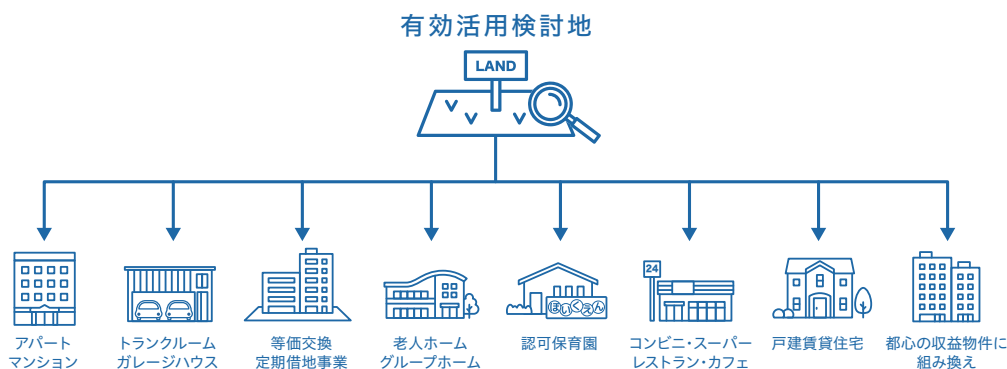 有効活用検討地
LAND
24
ほいくえん
アパート
マンション
トランクルーム
ガレージハウス
等価交換
定期借地事業
老人ホーム
グループホーム
認可保育園
コンビニ・スーパー
レストラン・カフェ
戸建賃貸住宅
都心の収益物件に
組み換え